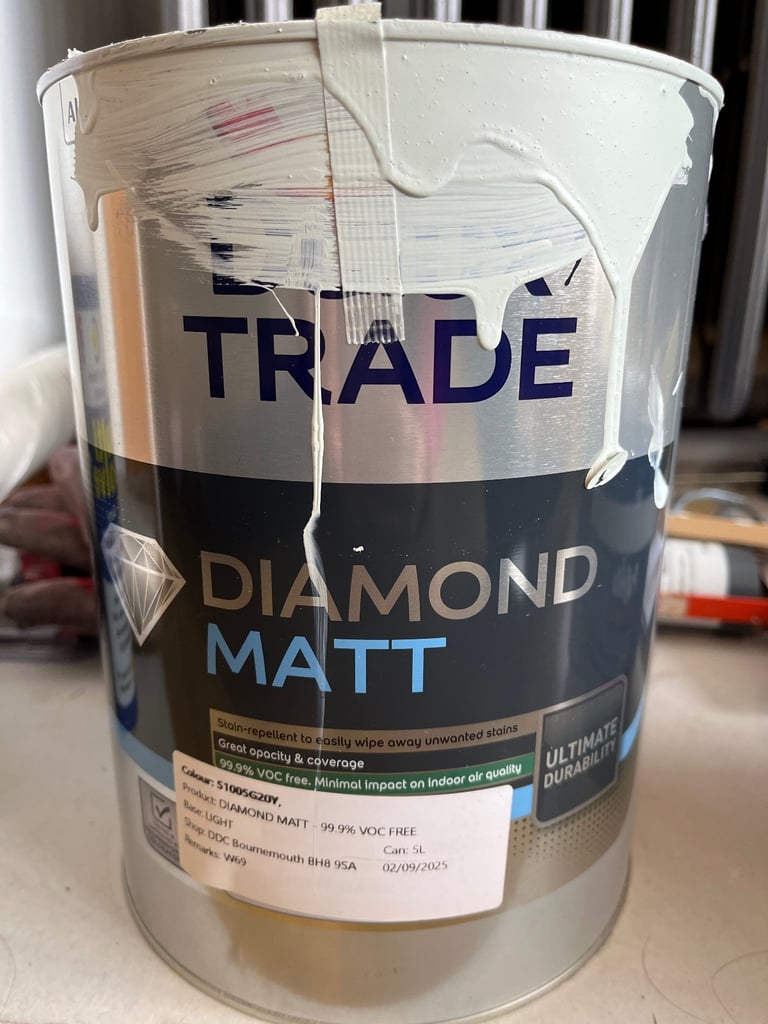 TRADE
DIAMOND
MATT
Stain-repellent to easily wipe away unwanted stains
Great opacity & coverage
99.9% VOC free. Minimal impact on indoor air quality
ULTIMATE
DURABILITY
Colour: S1005G20Y,
Product: DIAMOND MATT - 99.9% VOC FREE
Base: LIGHT
Can: 5L
Shop: DDC Bournemouth BH8 9SA
02/09/2025
Remarks: W69